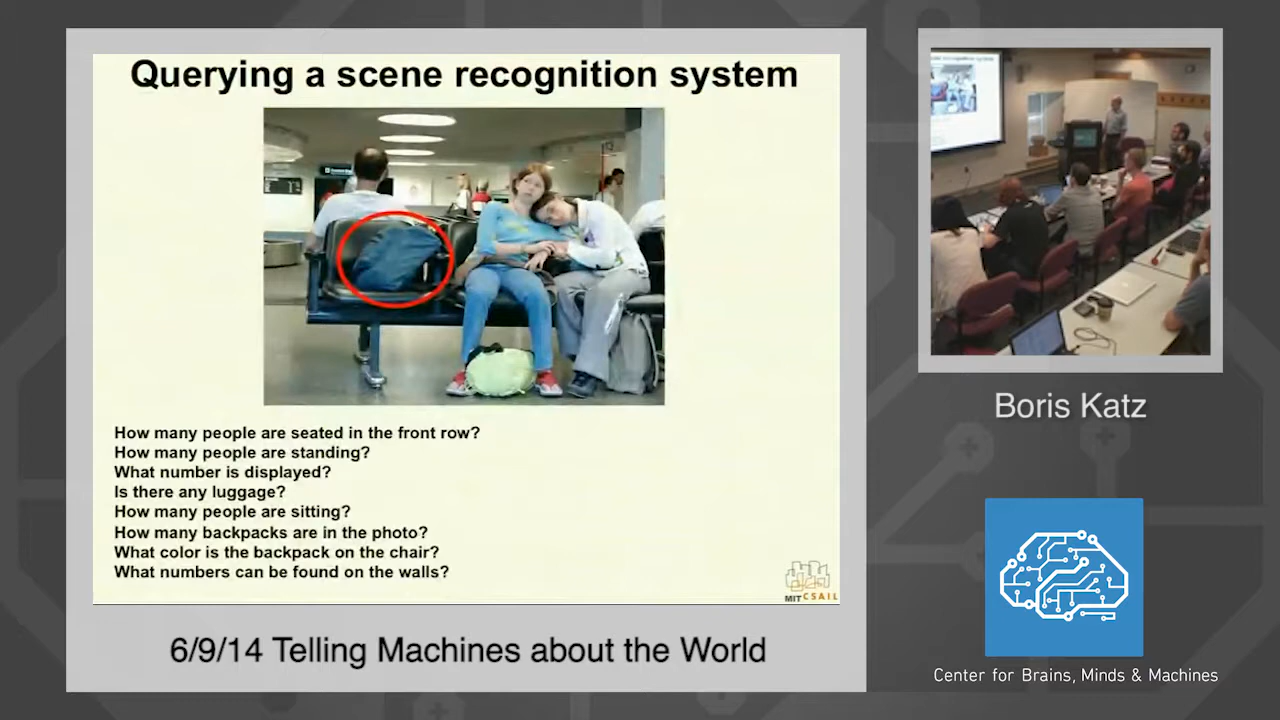 Querying a scene recognition system
How many people are seated in the front row?
How many people are standing?
What number is displayed?
Is there any luggage?
How many people are sitting?
How many backpacks are in the photo?
What color is the backpack on the chair?
What numbers can be found on the walls?
MIT CSAIL
6/9/14 Telling Machines about the World
Boris Katz
Center for Brains, Minds & Machines